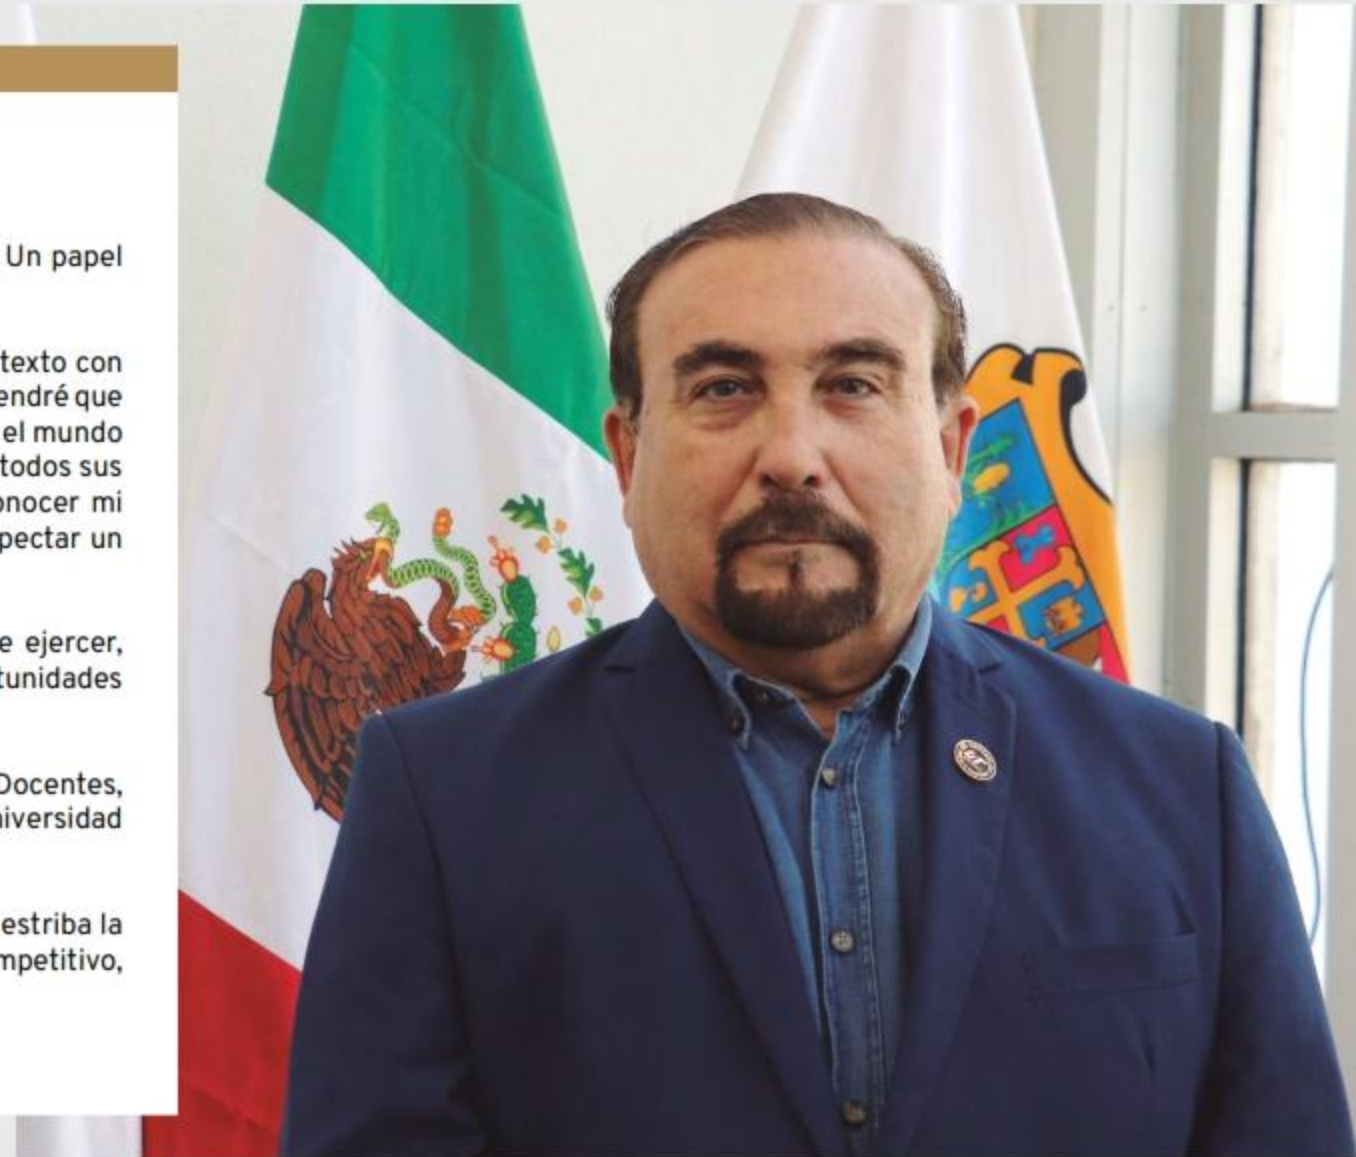 Un papel
texto con
endré que
el mundo
todos sus
onocer mi
pectar un
e ejercer,
tunidades
Docentes,
niversidad
estriba la
mpetitivo,